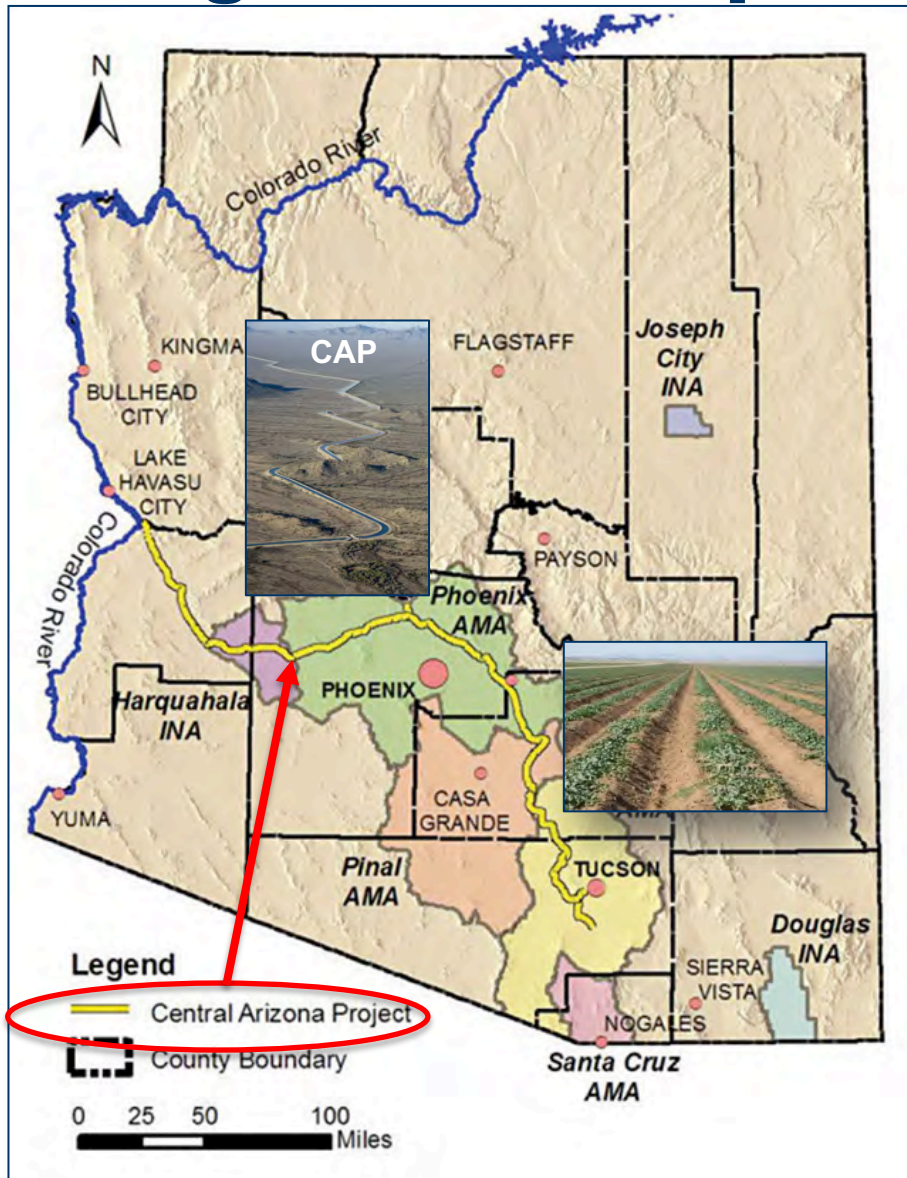 N
Colorado River
CAP
KINGMA
FLAGSTAFF
Joseph
City
INA
BULLHEAD
CITY
LAKE
HAVASU
CITY
Colorado River
PAYSON
Phoenix
AMA
PHOENIX
Harquahala
INA
YUMA
CASA
GRANDE
AMA
Pinal
AMA
TUCSON
Douglas
INA
SIERRA
VISTA
NOGALES
Santa Cruz
AMA
Legend
Central Arizona Project
County Boundary
0 25 50 100
Miles